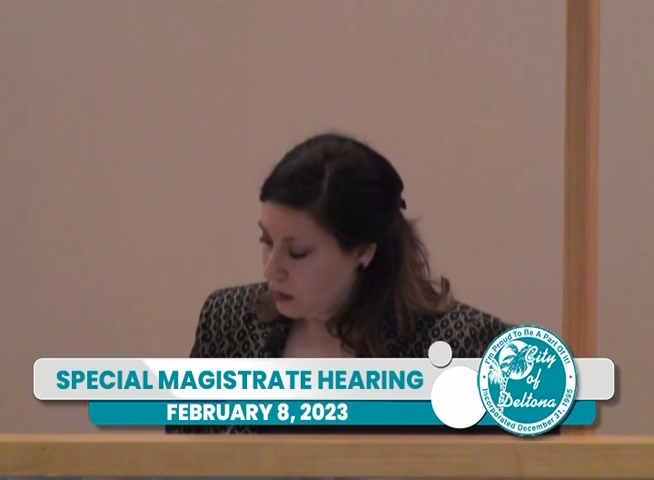 SPECIAL MAGISTRATE HEARING
FEBRUARY 8, 2023
I'm Proud To Be A Part Of It!
City
of
Deltona
Incorporated December 31, 1995